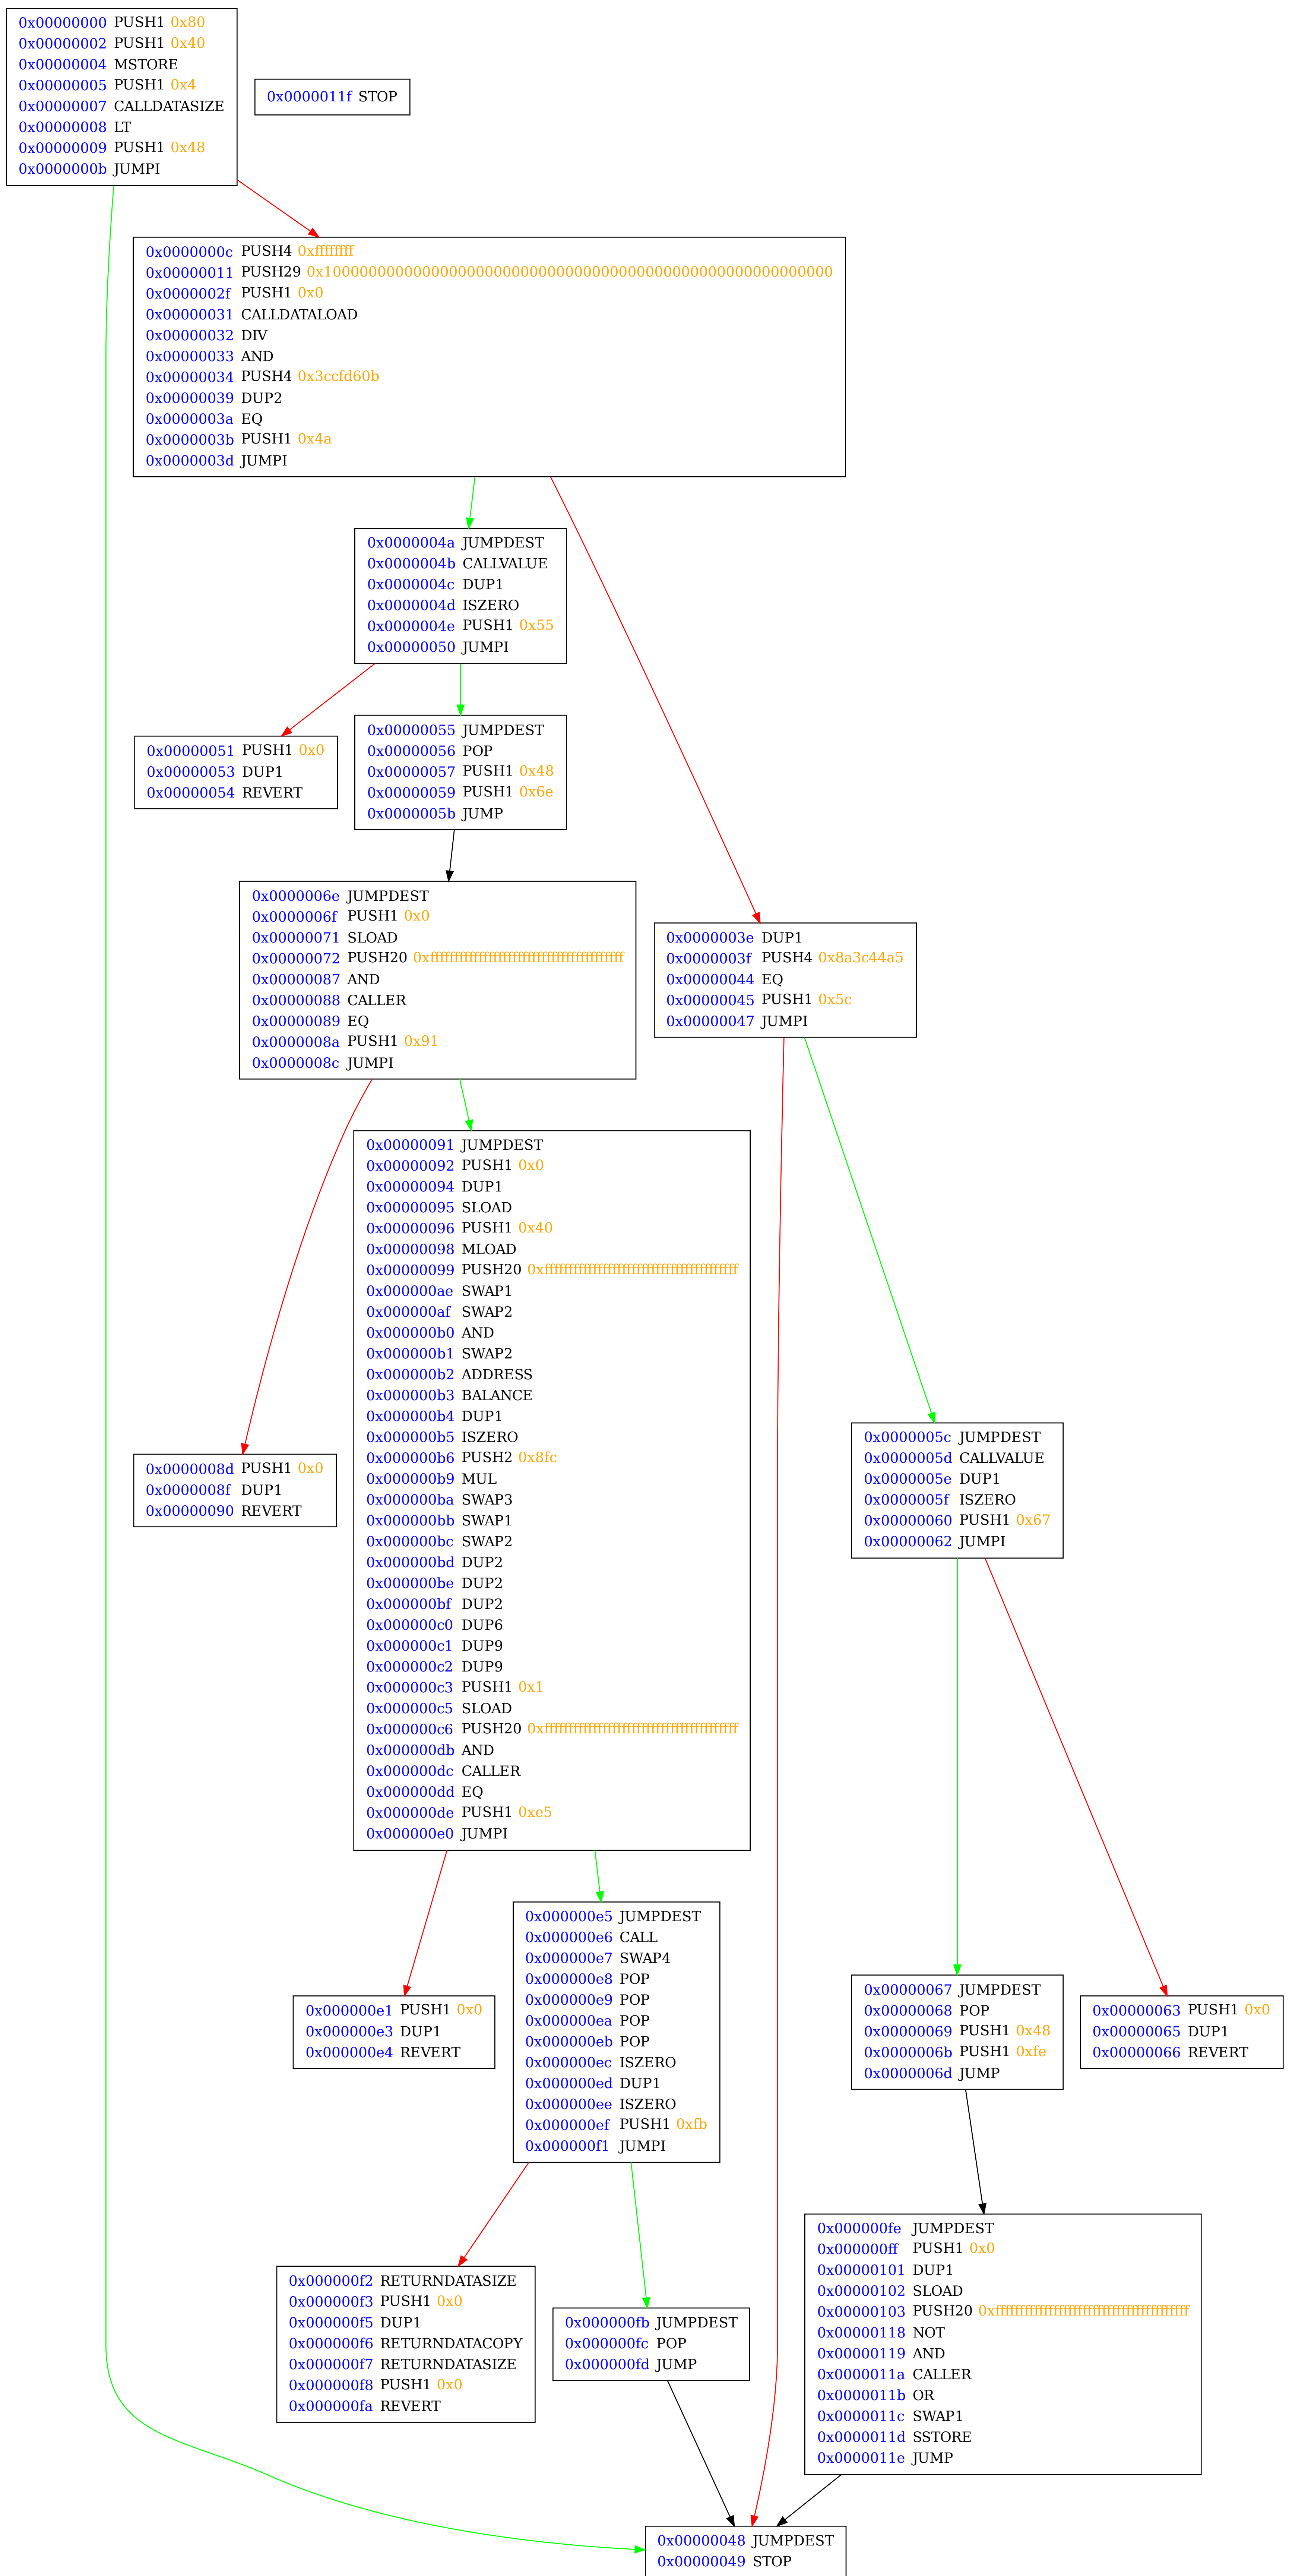 0x00000000 PUSH1 0x80
0x00000002 PUSH1 0x40
0x00000004 MSTORE
0x00000005 PUSH1 0x4
0x00000007 CALLDATASIZE
0x00000008 LT
0x00000009 PUSH1 0x48
0x0000000b JUMPI
0x0000011f STOP
0x0000000c PUSH4 0xffffffff
0x00000011 PUSH29 0x100000000000000000000000000000000000000000000000000000000
0x0000002f PUSH1 0x0
0x00000031 CALLDATALOAD
0x00000032 DIV
0x00000033 AND
0x00000034 PUSH4 0x3ccfd60b
0x00000039 DUP2
0x0000003a EQ
0x0000003b PUSH1 0x4a
0x0000003d JUMPI
0x0000004a JUMPDEST
0x0000004b CALLVALUE
0x0000004c DUP1
0x0000004d ISZERO
0x0000004e PUSH1 0x55
0x00000050 JUMPI
0x00000051 PUSH1 0x0
0x00000053 DUP1
0x00000054 REVERT
0x00000055 JUMPDEST
0x00000056 POP
0x00000057 PUSH1 0x48
0x00000059 PUSH1 0x6e
0x0000005b JUMP
0x0000006e JUMPDEST
0x0000006f PUSH1 0x0
0x00000071 SLOAD
0x00000072 PUSH20 0xffffffffffffffffffffffffffffffffffffffff
0x00000087 AND
0x00000088 CALLER
0x00000089 EQ
0x0000008a PUSH1 0x91
0x0000008c JUMPI
0x0000003e DUP1
0x0000003f PUSH4 0x8a3c44a5
0x00000044 EQ
0x00000045 PUSH1 0x5c
0x00000047 JUMPI
0x00000091 JUMPDEST
0x00000092 PUSH1 0x0
0x00000094 DUP1
0x00000095 SLOAD
0x00000096 PUSH1 0x40
0x00000098 MLOAD
0x00000099 PUSH20 0xffffffffffffffffffffffffffffffffffffffff
0x000000ae SWAP1
0x000000af SWAP2
0x000000b0 AND
0x000000b1 SWAP2
0x000000b2 ADDRESS
0x000000b3 BALANCE
0x000000b4 DUP1
0x000000b5 ISZERO
0x000000b6 PUSH2 0x8fc
0x000000b9 MUL
0x000000ba SWAP3
0x000000bb SWAP1
0x000000bc SWAP2
0x000000bd DUP2
0x000000be DUP2
0x000000bf DUP2
0x000000c0 DUP6
0x000000c1 DUP9
0x000000c2 DUP9
0x000000c3 PUSH1 0x1
0x000000c5 SLOAD
0x000000c6 PUSH20 0xffffffffffffffffffffffffffffffffffffffff
0x000000db AND
0x000000dc CALLER
0x000000dd EQ
0x000000de PUSH1 0xe5
0x000000e0 JUMPI
0x0000008d PUSH1 0x0
0x0000008f DUP1
0x00000090 REVERT
0x0000005c JUMPDEST
0x0000005d CALLVALUE
0x0000005e DUP1
0x0000005f ISZERO
0x00000060 PUSH1 0x67
0x00000062 JUMPI
0x000000e1 PUSH1 0x0
0x000000e3 DUP1
0x000000e4 REVERT
0x000000e5 JUMPDEST
0x000000e6 CALL
0x000000e7 SWAP4
0x000000e8 POP
0x000000e9 POP
0x000000ea POP
0x000000eb POP
0x000000ec ISZERO
0x000000ed DUP1
0x000000ee ISZERO
0x000000ef PUSH1 0xfb
0x000000f1 JUMPI
0x00000067 JUMPDEST
0x00000068 POP
0x00000069 PUSH1 0x48
0x0000006b PUSH1 0xfe
0x0000006d JUMP
0x00000063 PUSH1 0x0
0x00000065 DUP1
0x00000066 REVERT
0x000000f2 RETURNDATASIZE
0x000000f3 PUSH1 0x0
0x000000f5 DUP1
0x000000f6 RETURNDATACOPY
0x000000f7 RETURNDATASIZE
0x000000f8 PUSH1 0x0
0x000000fa REVERT
0x000000fb JUMPDEST
0x000000fc POP
0x000000fd JUMP
0x000000fe JUMPDEST
0x000000ff PUSH1 0x0
0x00000101 DUP1
0x00000102 SLOAD
0x00000103 PUSH20 0xffffffffffffffffffffffffffffffffffffffff
0x00000118 NOT
0x00000119 AND
0x0000011a CALLER
0x0000011b OR
0x0000011c SWAP1
0x0000011d SSTORE
0x0000011e JUMP
0x00000048 JUMPDEST
0x00000049 STOP